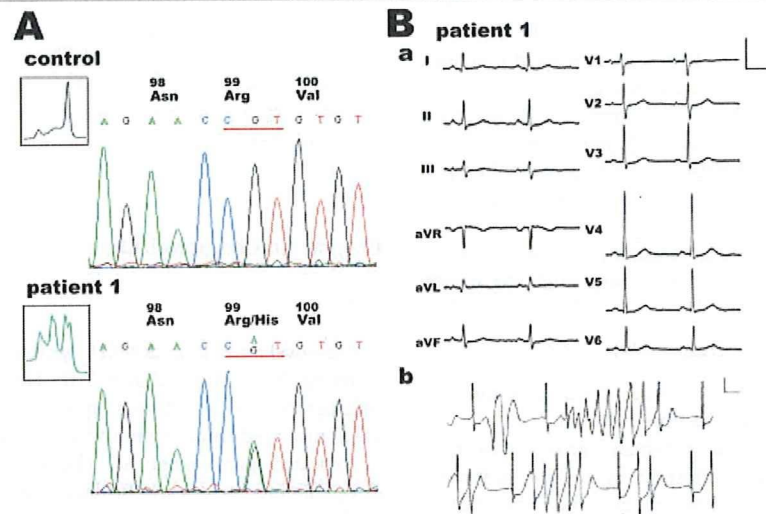 A
control
98 99 100
Asn Arg Val
A G A A C C G T G T G T
patient 1
98 99 100
Asn Arg/His Val
A G A A C C A T G T G T
G
B patient 1
a
I V1
II V2
III V3
aVR V4
aVL V5
aVF V6
b